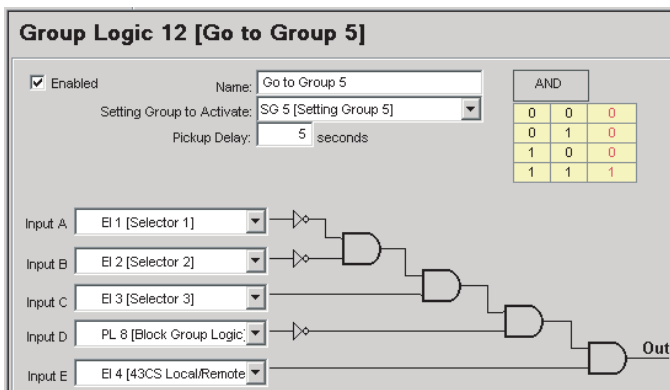 Group Logic 12 [Go to Group 5]
Enabled
Name: Go to Group 5
Setting Group to Activate: SG 5 [Setting Group 5]
Pickup Delay: 5 seconds
AND
0 0 0
0 1 0
1 0 0
1 1 1
Input A EI 1 [Selector 1]
Input B EI 2 [Selector 2]
Input C EI 3 [Selector 3]
Input D PL 8 [Block Group Logic]
Input E EI 4 [43CS Local/Remote
Out